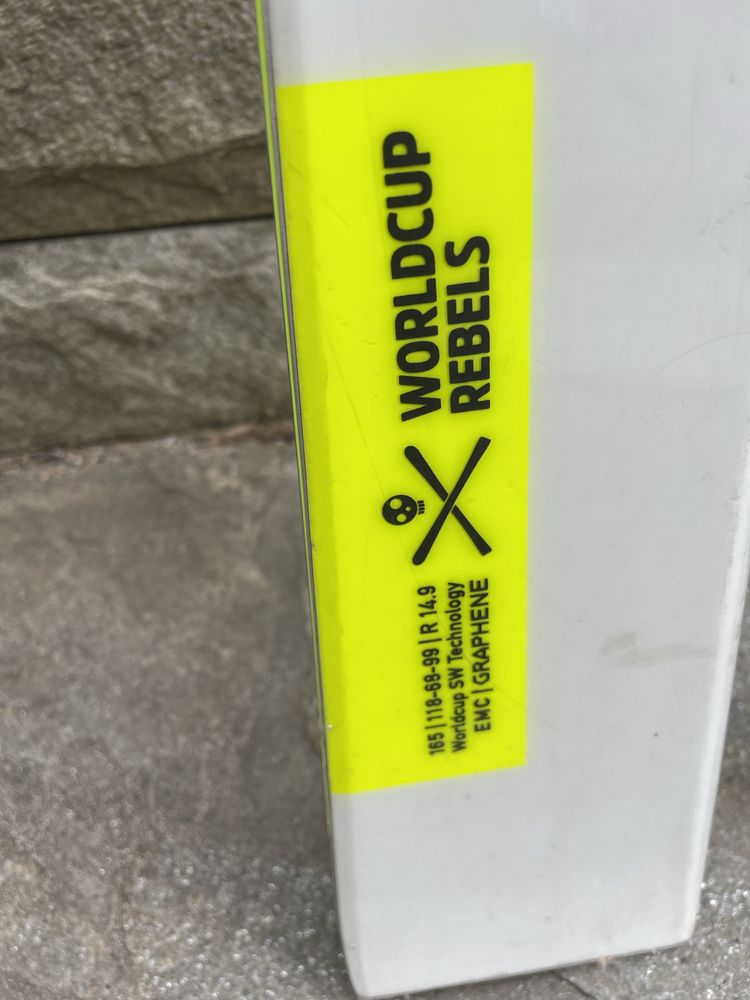 WORLDCUP
REBELS
165 | 118-68-99 | R 14.9
Worldcup SW Technology
EMC | GRAPHENE